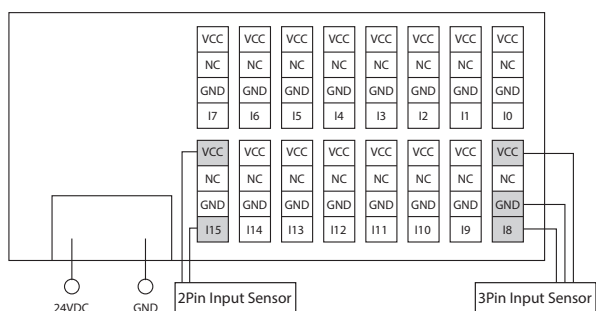 VCC VCC VCC VCC VCC VCC VCC VCC
NC NC NC NC NC NC NC NC
GND GND GND GND GND GND GND GND
I7 I6 I5 I4 I3 I2 I1 I0
VCC VCC VCC VCC VCC VCC VCC VCC
NC NC NC NC NC NC NC NC
GND GND GND GND GND GND GND GND
I15 I14 I13 I12 I11 I10 I9 I8
24VDC GND 2Pin Input Sensor 3Pin Input Sensor